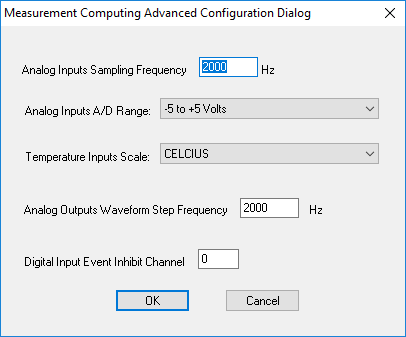 Measurement Computing Advanced Configuration Dialog
Analog Inputs Sampling Frequency 2000 Hz
Analog Inputs A/D Range: -5 to +5 Volts
Temperature Inputs Scale: CELCIUS
Analog Outputs Waveform Step Frequency 2000 Hz
Digital Input Event Inhibit Channel 0
OK Cancel